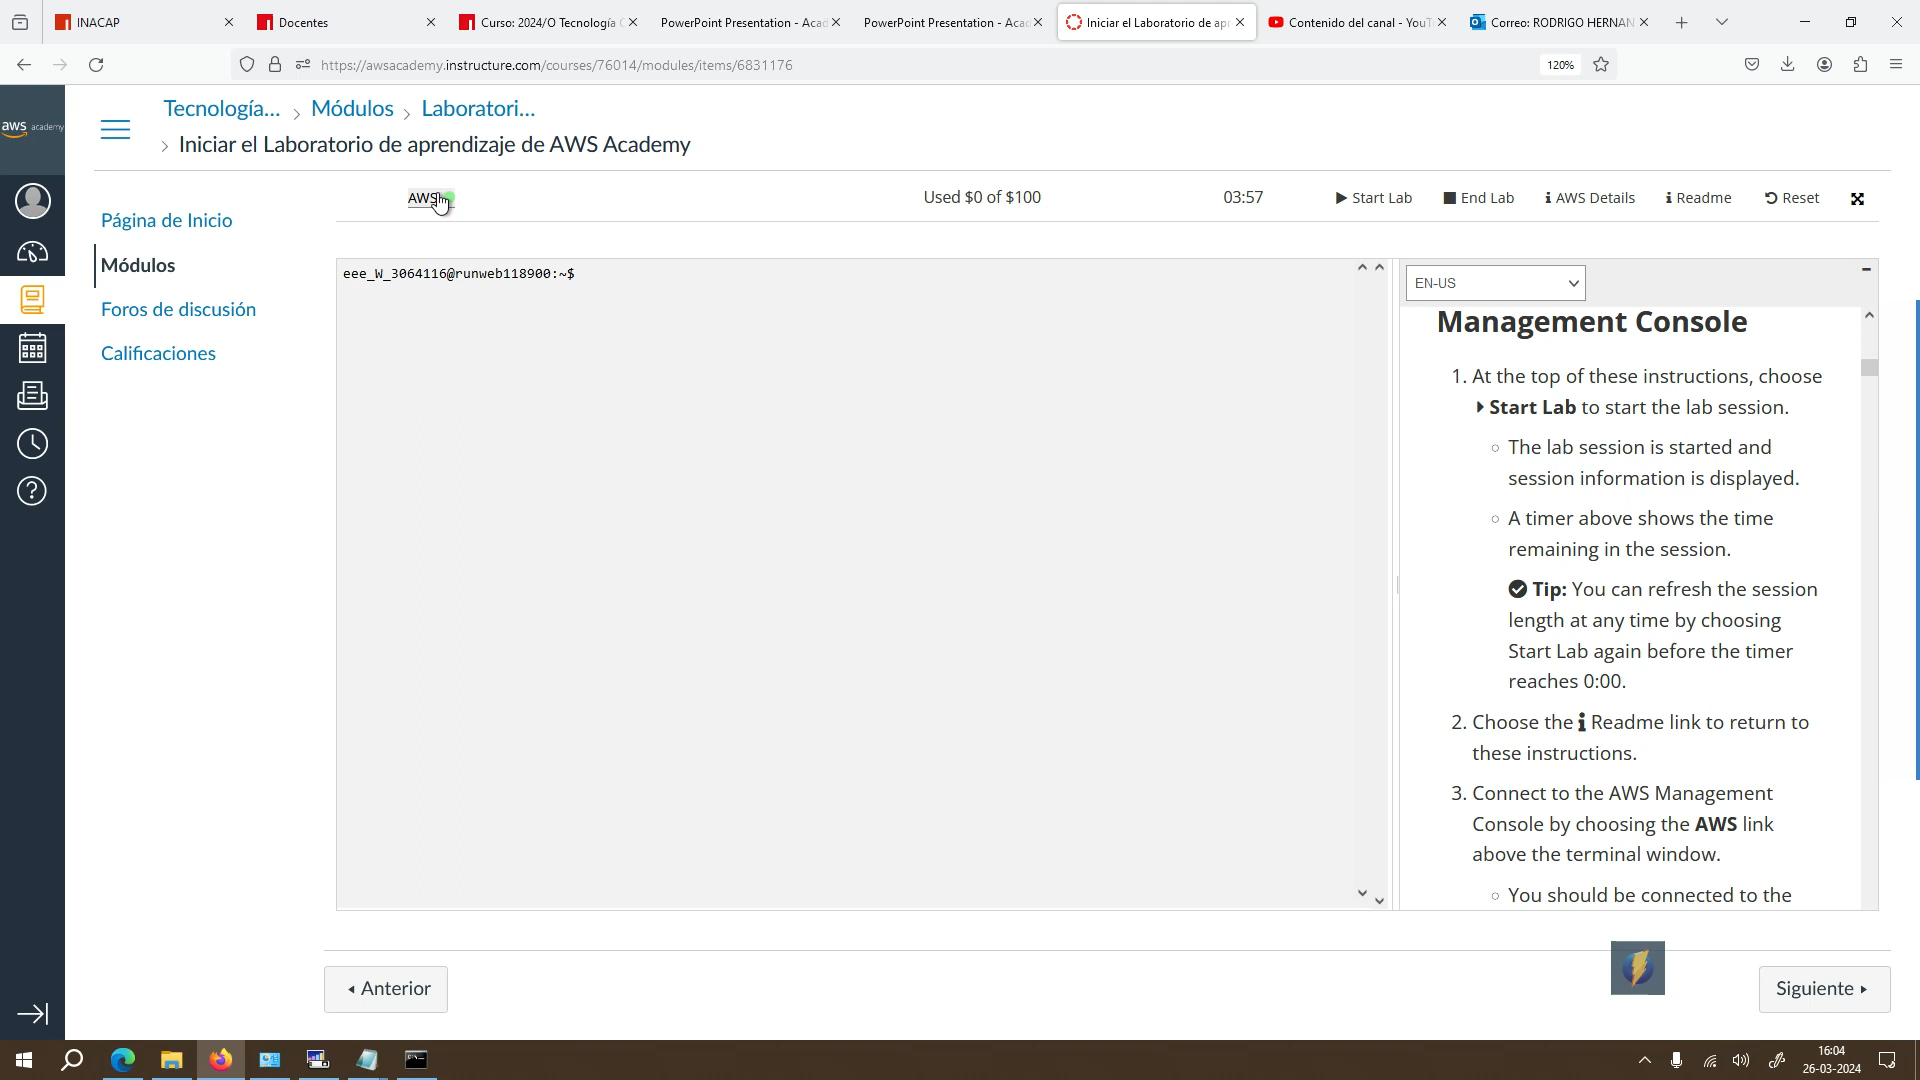 INACAP
Docentes
Curso: 2024/O Tecnología
PowerPoint Presentation - Acad
PowerPoint Presentation - Aca
Iniciar el Laboratorio de apr
Contenido del canal - YouT
Correo: RODRIGO HERNAN
https://awsacademy.instructure.com/courses/76014/modules/items/6831176
120%
aws academy
Tecnología... > Módulos > Laboratori...
> Iniciar el Laboratorio de aprendizaje de AWS Academy
AWS
Used $0 of $100
03:57
Start Lab
End Lab
AWS Details
Readme
Reset
Página de Inicio
Módulos
Foros de discusión
Calificaciones
eee_W_3064116@runweb118900:~$
EN-US
Management Console
1. At the top of these instructions, choose
Start Lab to start the lab session.
The lab session is started and
session information is displayed.
A timer above shows the time
remaining in the session.
Tip: You can refresh the session
length at any time by choosing
Start Lab again before the timer
reaches 0:00.
2. Choose the Readme link to return to
these instructions.
3. Connect to the AWS Management
Console by choosing the AWS link
above the terminal window.
You should be connected to the
Anterior
Siguiente
16:04
26-03-2024